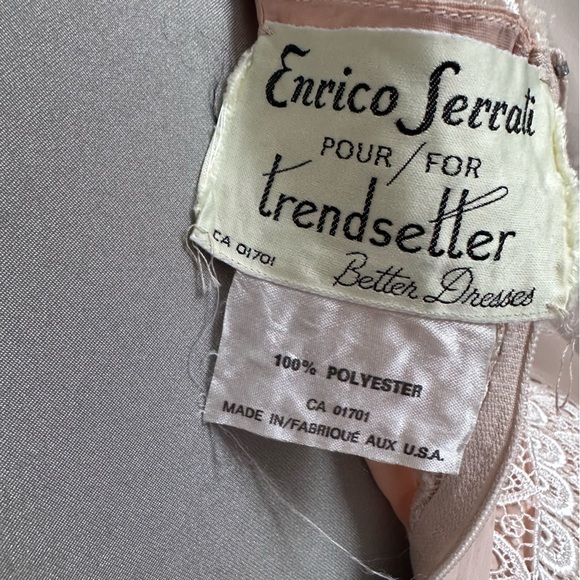 Enrico Serrati
POUR/FOR
trendsetter
CA 01701
Better Dresses
100% POLYESTER
CA 01701
MADE IN/FABRIQUÉ AUX U.S.A.